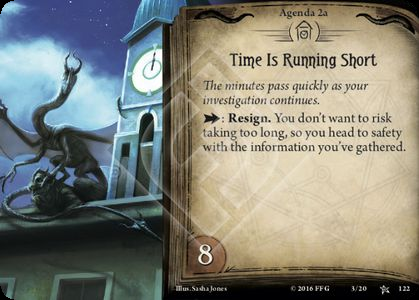 Agenda 2a
Time Is Running Short
The minutes pass quickly as your
investigation continues.
: Resign. You don't want to risk
taking too long, so you head to safety
with the information you've gathered.
8
Illus. Sasha Jones
© 2016 FFG
3/20
122